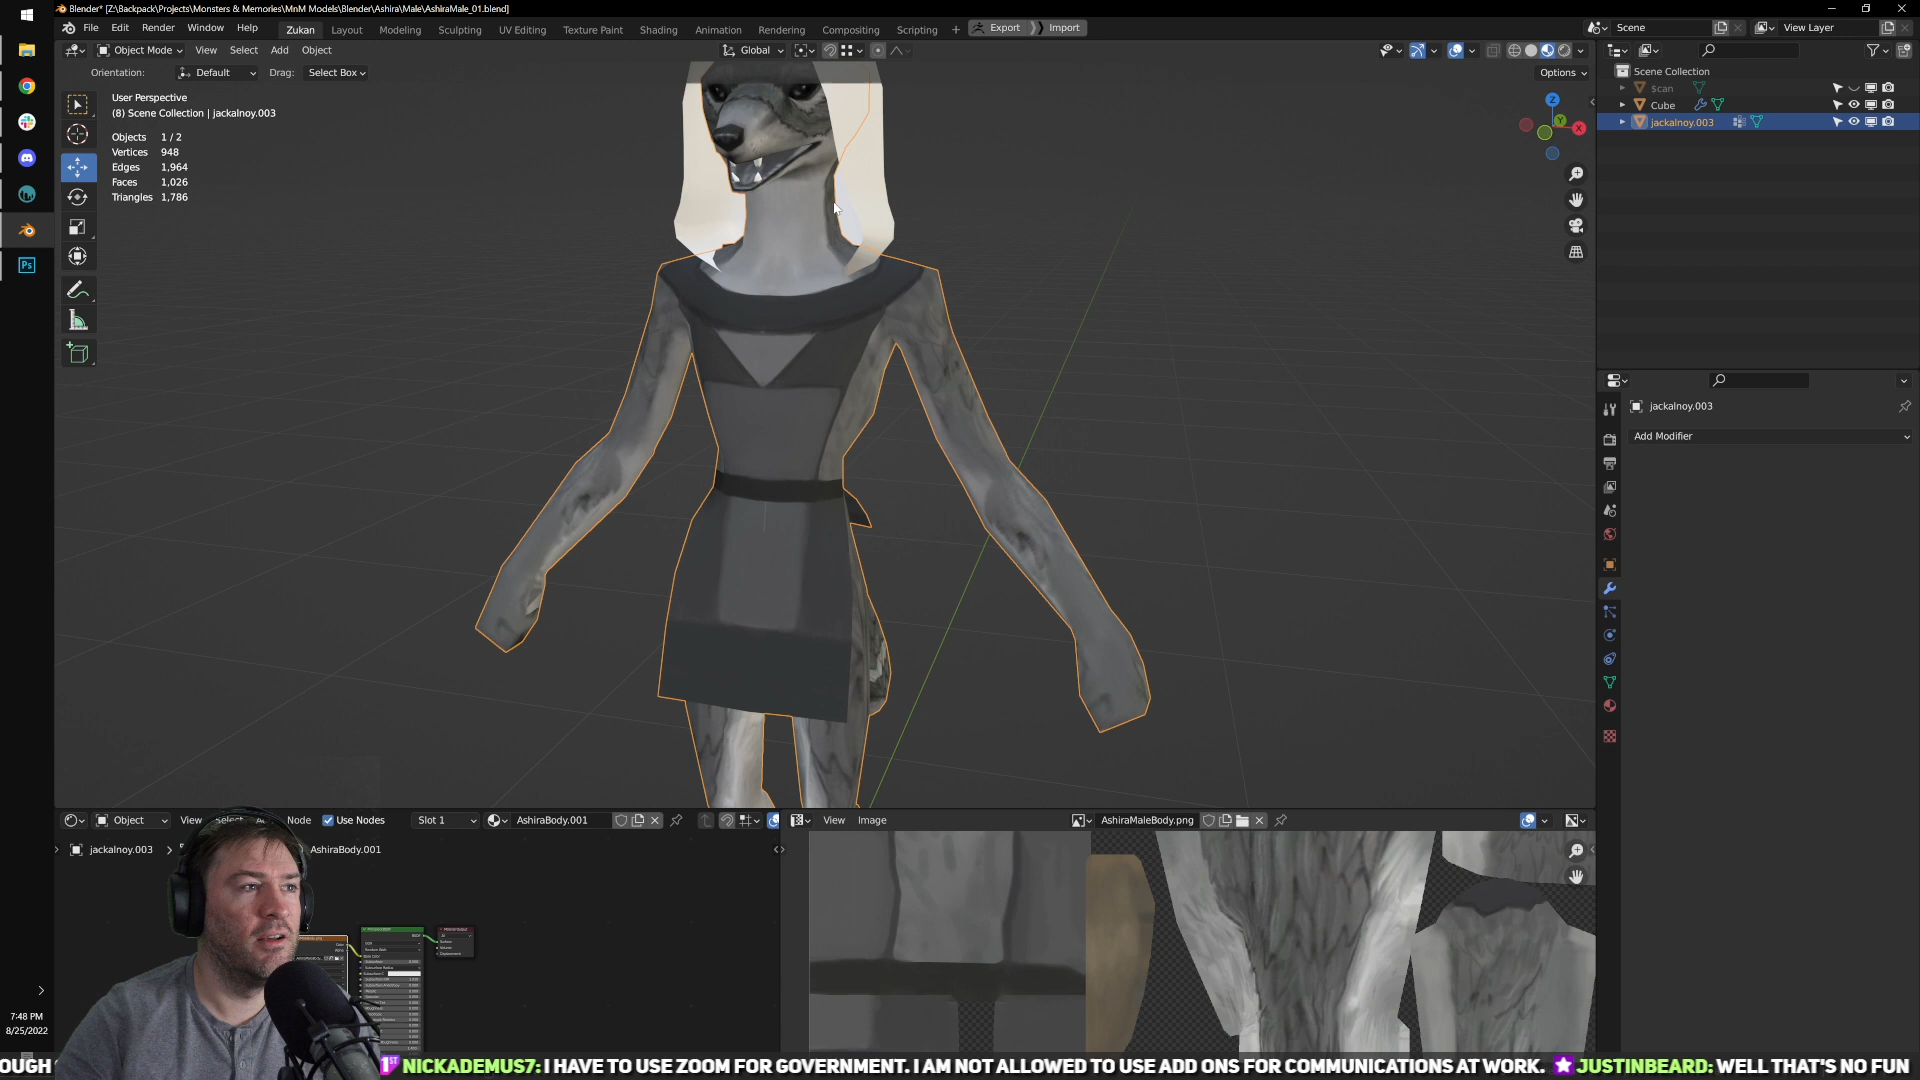 Blender* [Z:\Backpack\Projects\Monsters & Memories\MnM Models\Blender\Ashira\Male\AshiraMale_01.blend]
File Edit Render Window Help Zukan Layout Modeling Sculpting UV Editing Texture Paint Shading Animation Rendering Compositing Scripting + Export Import Scene View Layer
Object Mode View Select Add Object Global
Orientation: Default Drag: Select Box Options
User Perspective
(8) Scene Collection | jackalnoy.003
Objects 1 / 2
Vertices 948
Edges 1,964
Faces 1,026
Triangles 1,786
Z
Y
X
Scene Collection
$can
Cube
jackalnoy.003
jackalnoy.003
Add Modifier
Ps
Object View Select Add Node Use Nodes Slot 1 AshiraBody.001
View Image AshiraMaleBody.png
jackalnoy.003 > AshiraBody.001
7:48 PM
8/25/2022
OUGH NICKADEMUS7: I HAVE TO USE ZOOM FOR GOVERNMENT. I AM NOT ALLOWED TO USE ADD ONS FOR COMMUNICATIONS AT WORK. JUSTINBEARD: WELL THAT'S NO FUN
1ST